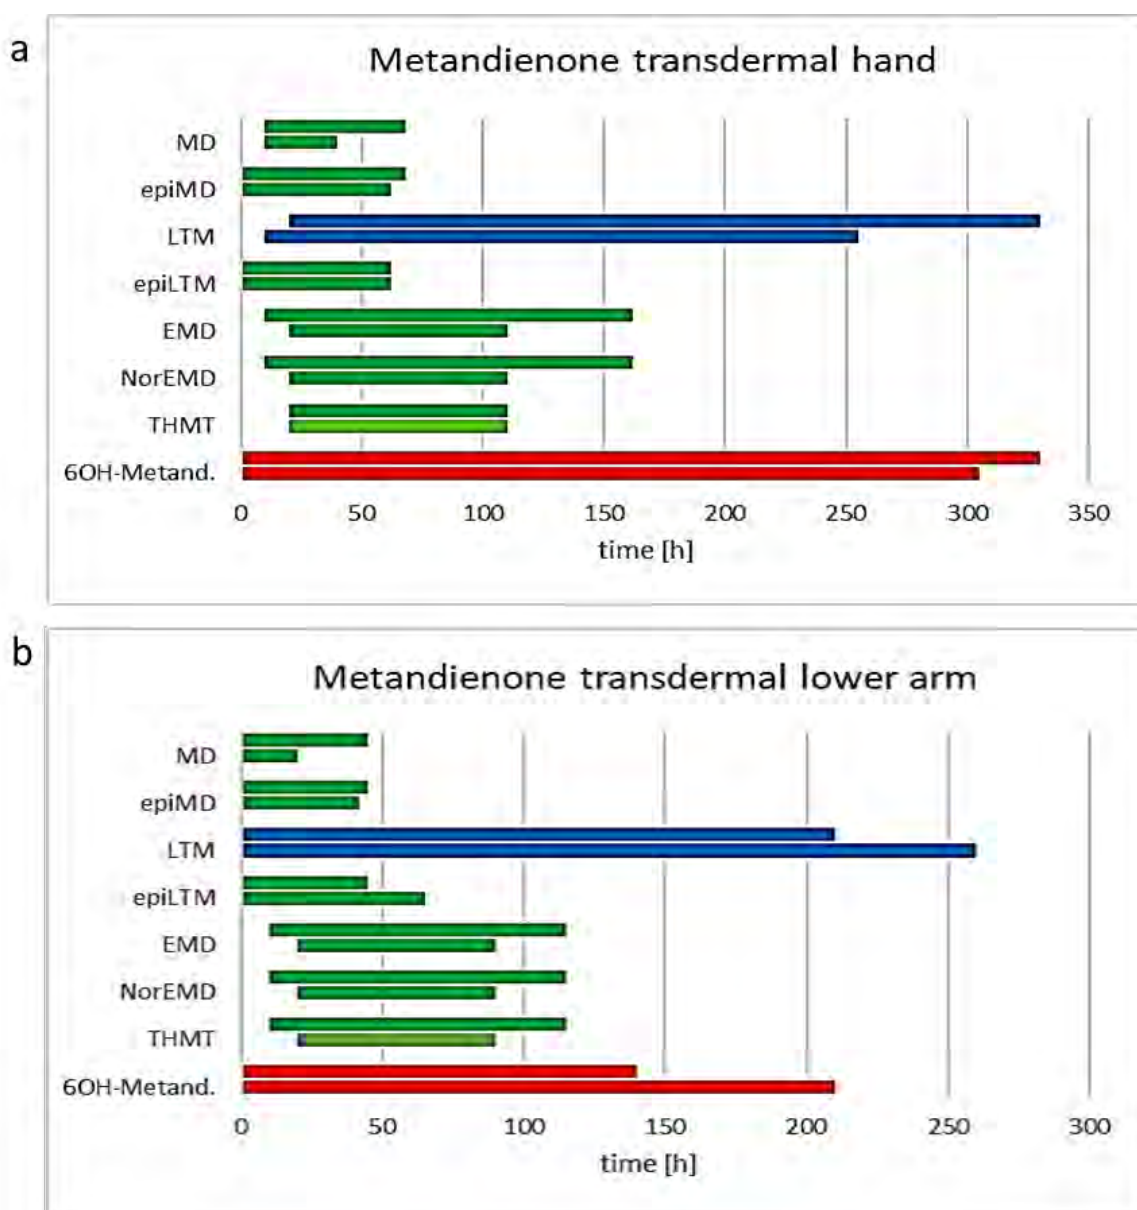 a
Metandienone transdermal hand
MD
epiMD
LTM
epiLTM
EMD
NorEMD
THMT
6OH-Metand.
0 50 100 150 200 250 300 350
time [h]
b
Metandienone transdermal lower arm
MD
epiMD
LTM
epiLTM
EMD
NorEMD
THMT
6OH-Metand.
0 50 100 150 200 250 300
time [h]